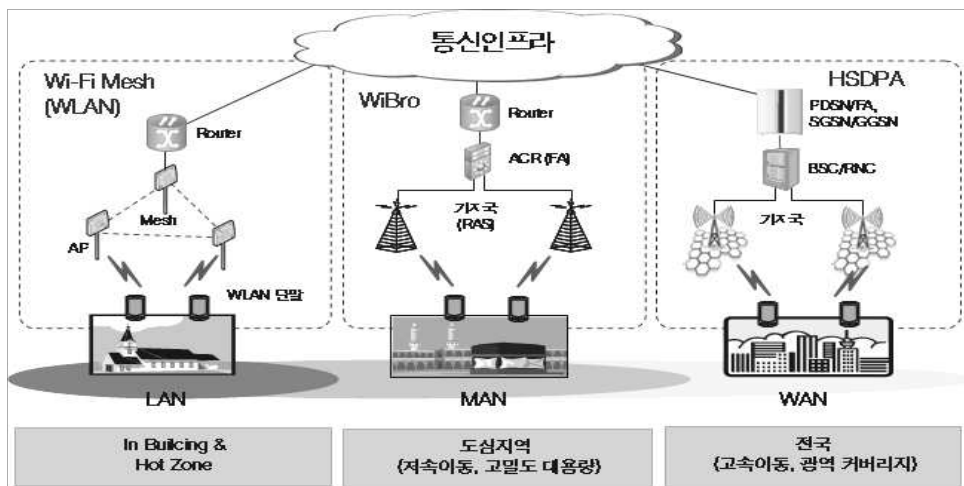 통신인프라
Wi-Fi Mesh
(WLAN)
Router
Mesh
AP
WLAN 단말
WiBro
Router
ACR (FA)
기지국
(RAS)
HSDPA
PDSN/FA,
SGSN/GGSN
BSC/RNC
기지국
LAN
MAN
WAN
In Builcing &
Hot Zone
도심지역
{저속이동, 고밀도 대용량}
전국
{고속이동, 광역 커버리지}